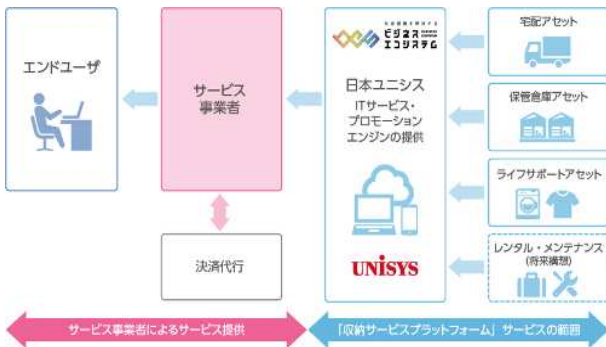 エンドユーザ
サービス
事業者
決済代行
ビジネス
エコシステム
日本ユニシス
ITサービス・
プロモーション
エンジンの提供
UNISYS
宅配アセット
保管倉庫アセット
ライフサポートアセット
レンタル・メンテナンス
(将来構想)
サービス事業者によるサービス提供
「収納サービスプラットフォーム」サービスの範囲